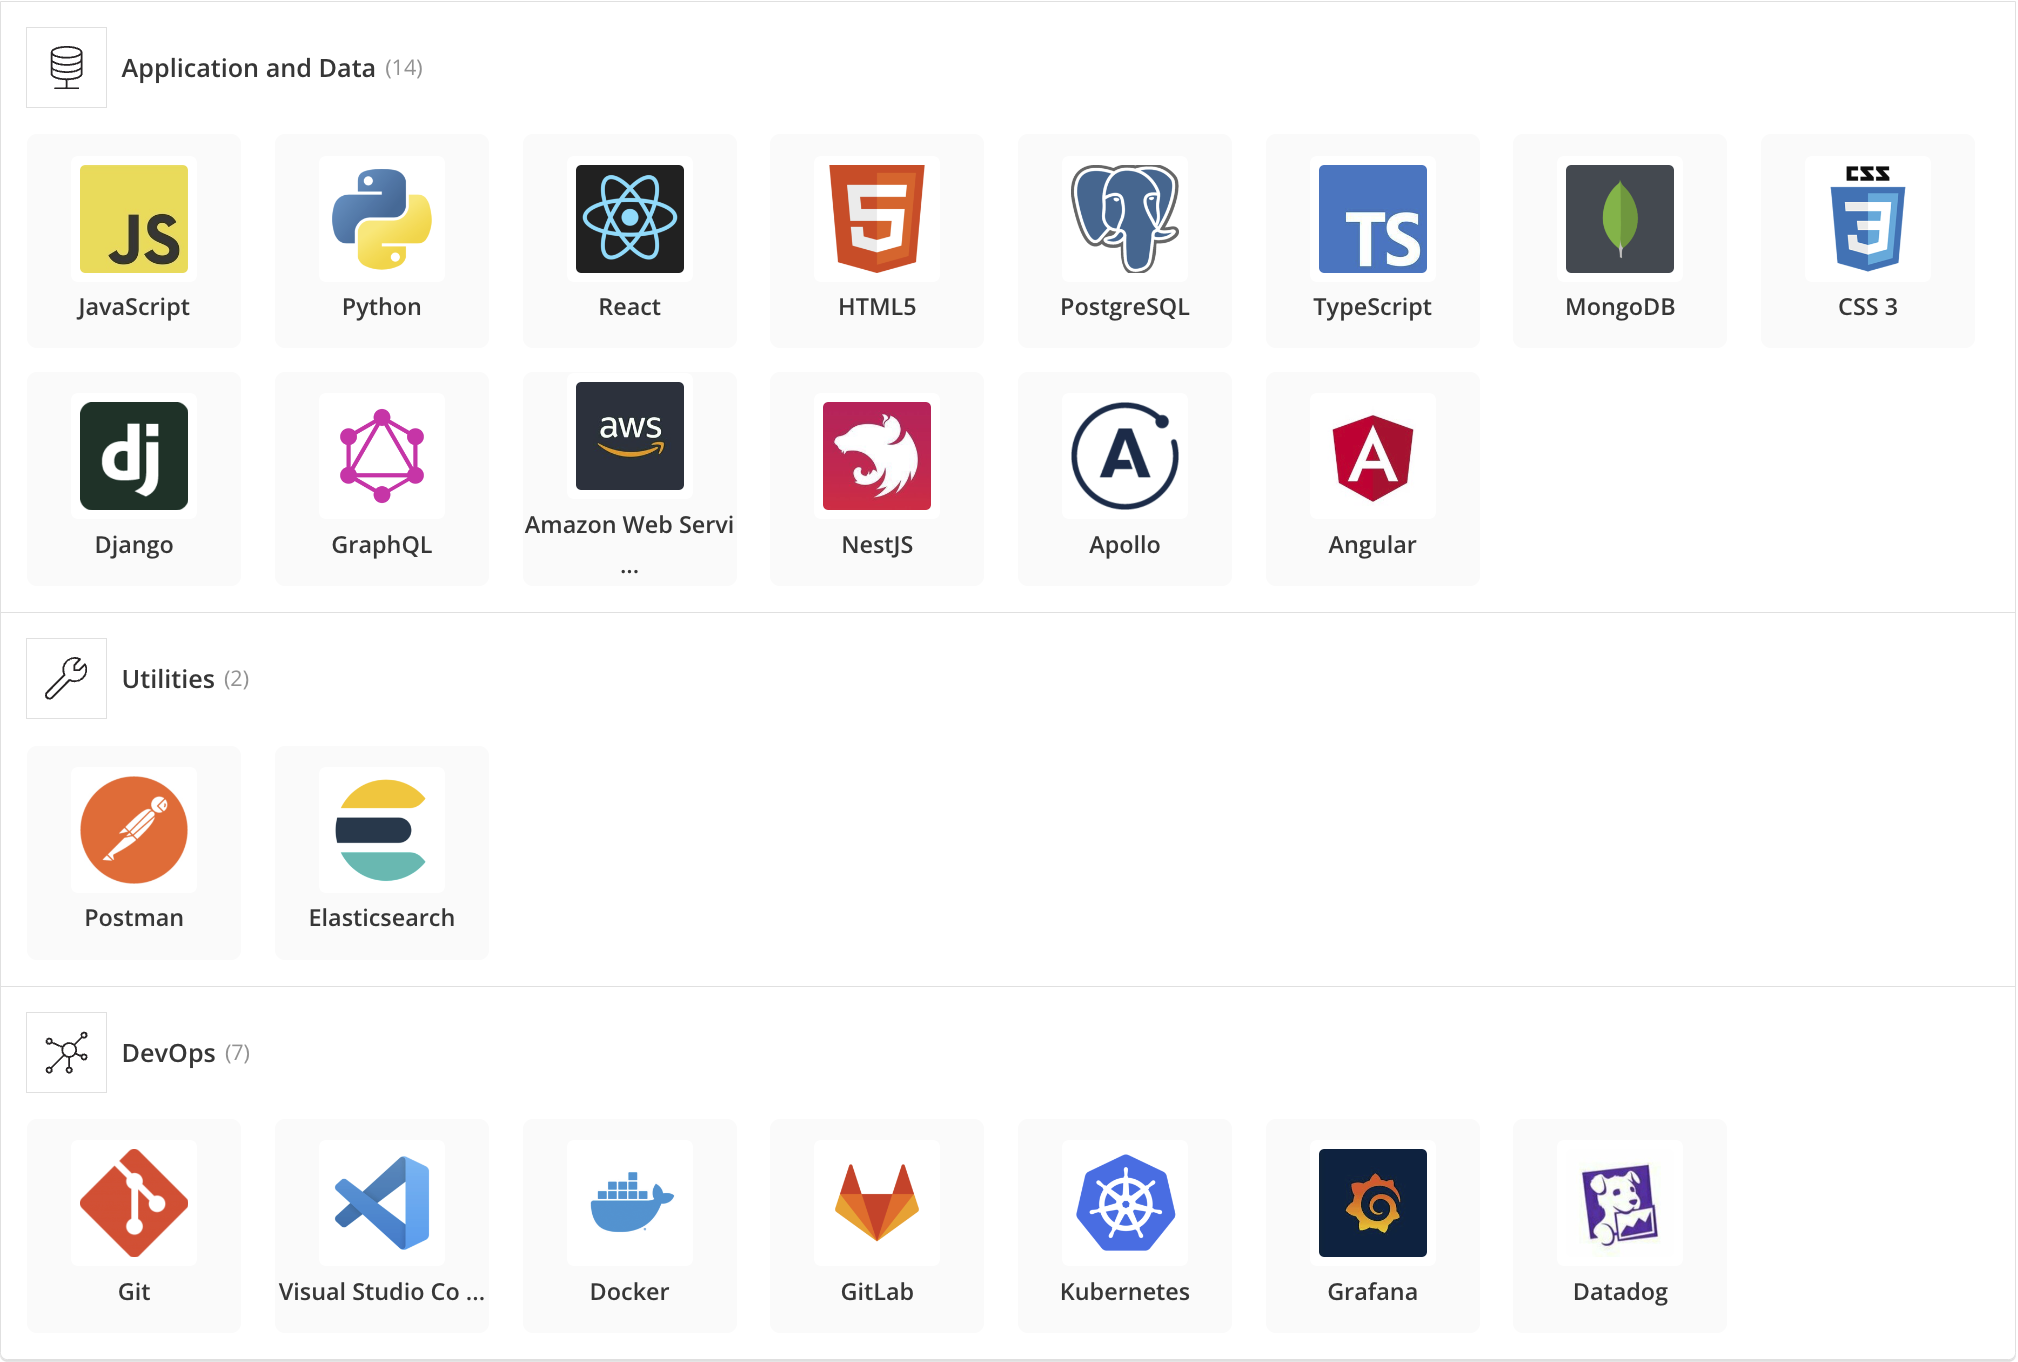 Application and Data (14)
JS
CSS
5
TS
3
JavaScript
Python
React
HTML5
PostgreSQL
TypeScript
MongoDB
CSS 3
dj
aws
A
A
Django
GraphQL
Amazon Web Servi
...
NestJS
Apollo
Angular
Utilities (2)
Postman
Elasticsearch
DevOps (7)
Git
Visual Studio Co ...
Docker
GitLab
Kubernetes
Grafana
Datadog